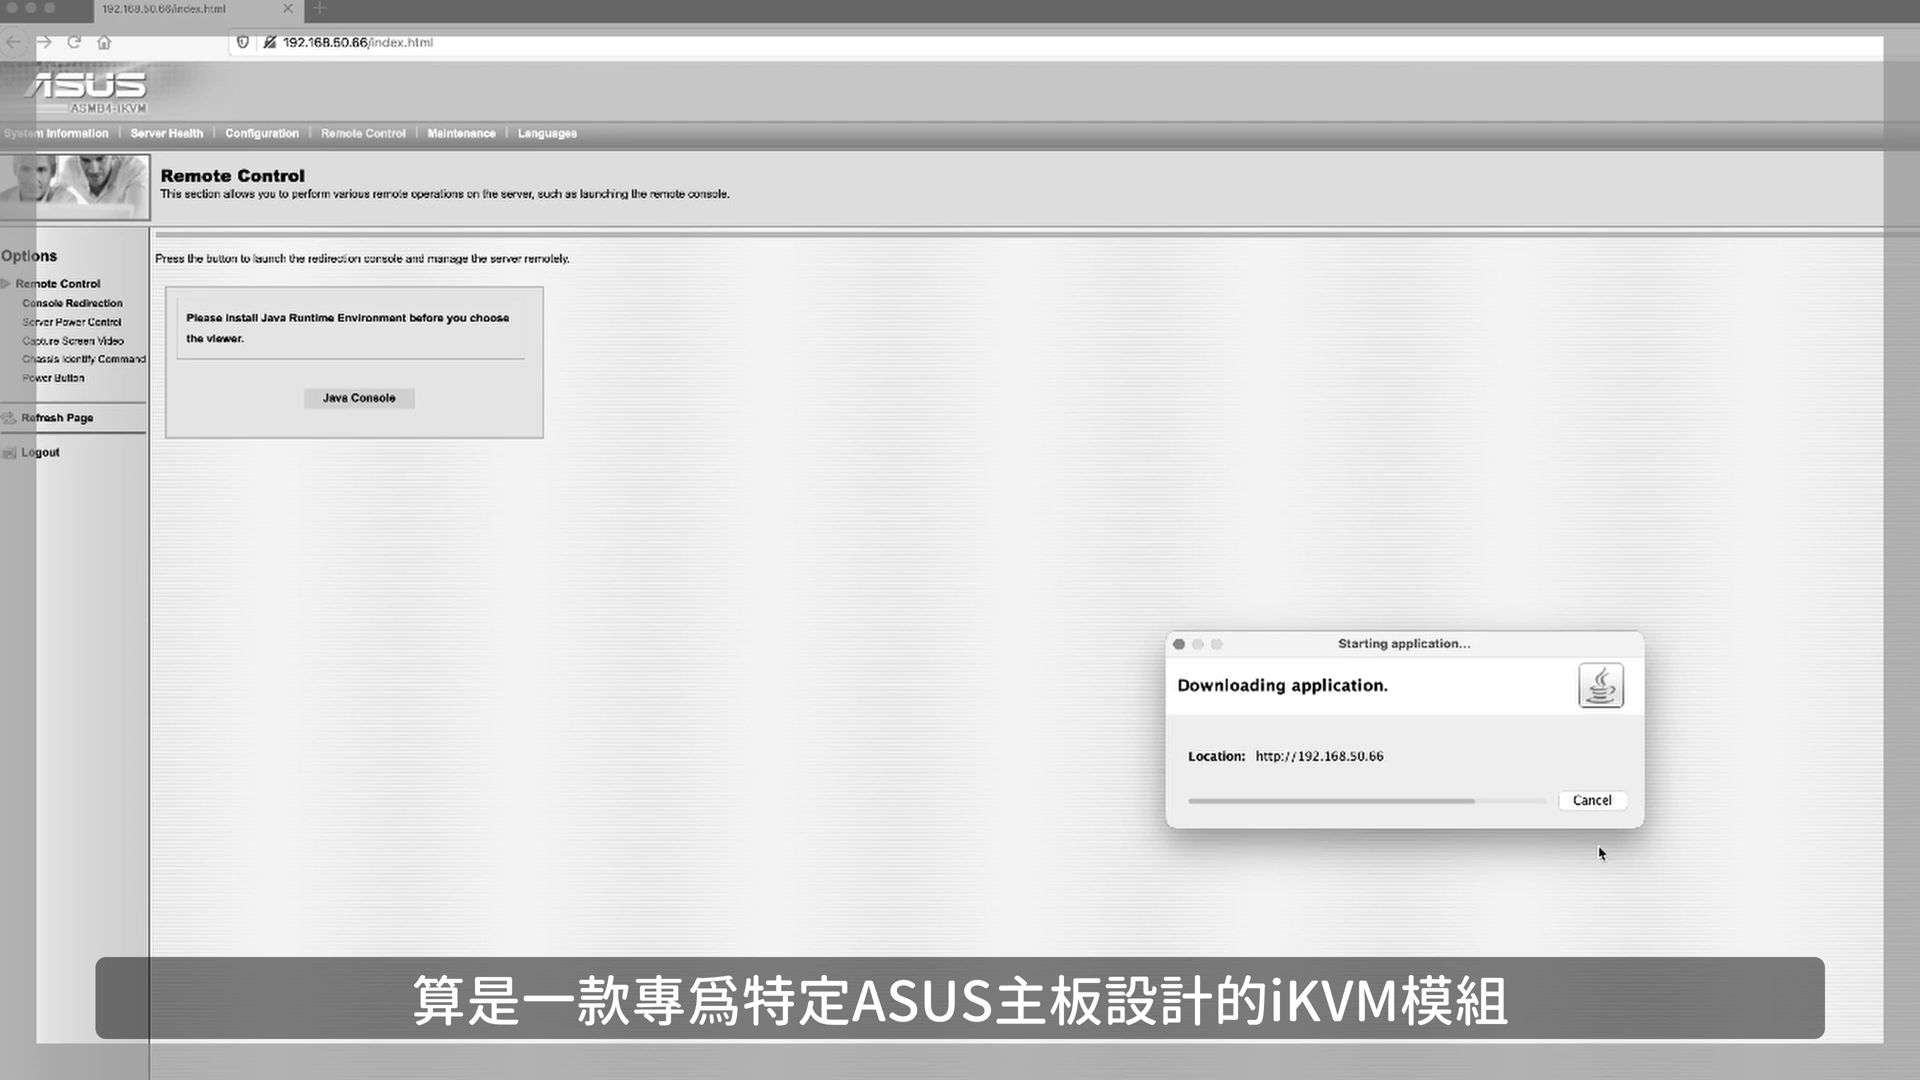 192.168.50.66/index.html
192.168.50.66/index.html
ASUS
ASMB4-iKVM
System Information
Server Health
Configuration
Remote Control
Maintenance
Languages
Remote Control
This section allows you to perform various remote operations on the server, such as launching the remote console.
Options
Remote Control
Console Redirection
Server Power Control
Capture Screen Video
Chassis Identify Command
Power Button
Refresh Page
Logout
Press the button to launch the redirection console and manage the server remotely.
Please install Java Runtime Environment before you choose
the viewer.
Java Console
Starting application...
Downloading application.
Location: http://192.168.50.66
Cancel
算是一款專爲特定ASUS主板設計的iKVM模組